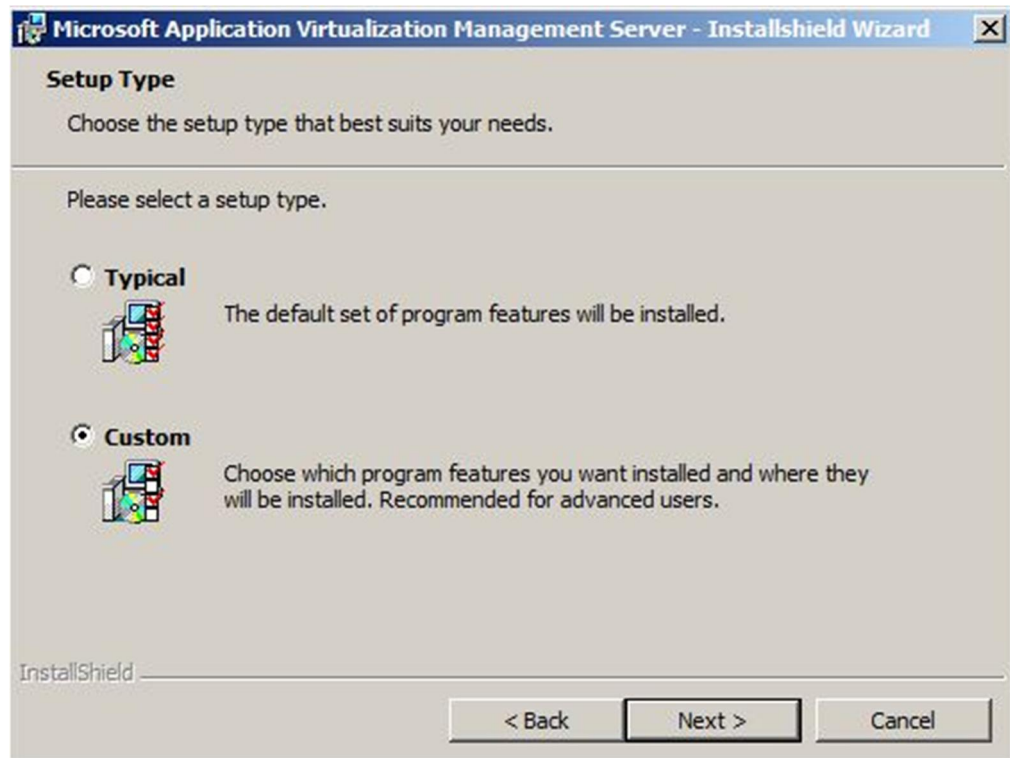 Microsoft Application Virtualization Management Server - Installshield Wizard
Setup Type
Choose the setup type that best suits your needs.
Please select a setup type.
Typical
The default set of program features will be installed.
Custom
Choose which program features you want installed and where they
will be installed. Recommended for advanced users.
InstallShield
< Back Next > Cancel